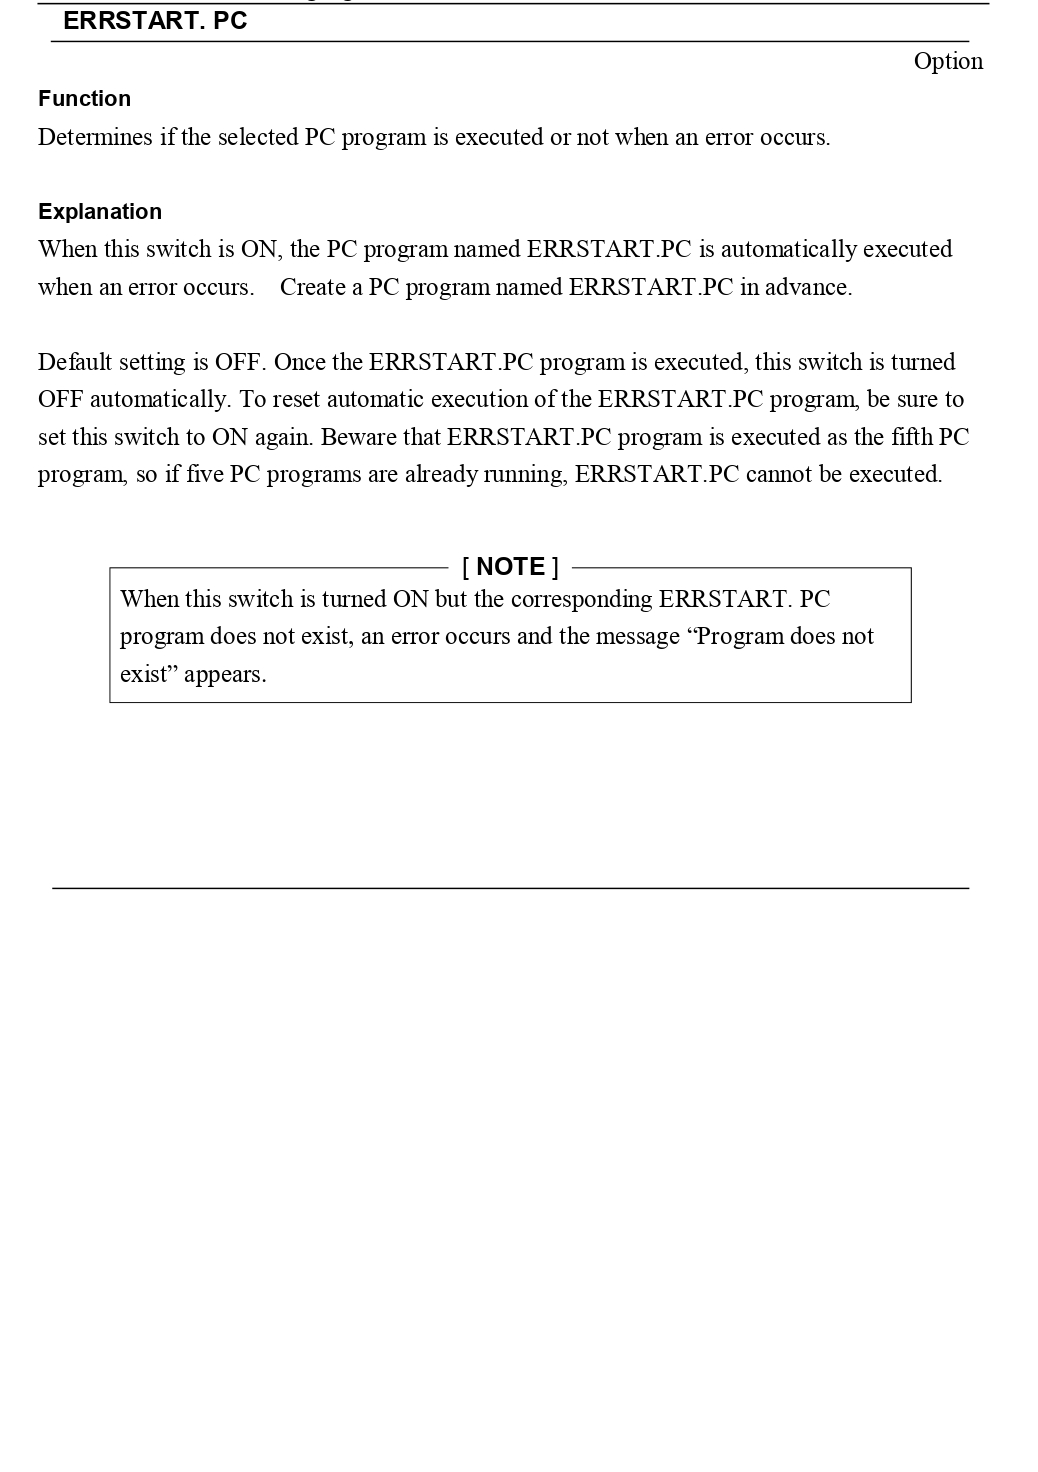 ERRSTART. PC
Option
Function
Determines if the selected PC program is executed or not when an error occurs.
Explanation
When this switch is ON, the PC program named ERRSTART.PC is automatically executed
when an error occurs. Create a PC program named ERRSTART.PC in advance.
Default setting is OFF. Once the ERRSTART.PC program is executed, this switch is turned
OFF automatically. To reset automatic execution of the ERRSTART.PC program, be sure to
set this switch to ON again. Beware that ERRSTART.PC program is executed as the fifth PC
program, so if five PC programs are already running, ERRSTART.PC cannot be executed.
[ NOTE ]
When this switch is turned ON but the corresponding ERRSTART. PC
program does not exist, an error occurs and the message “Program does not
exist” appears.